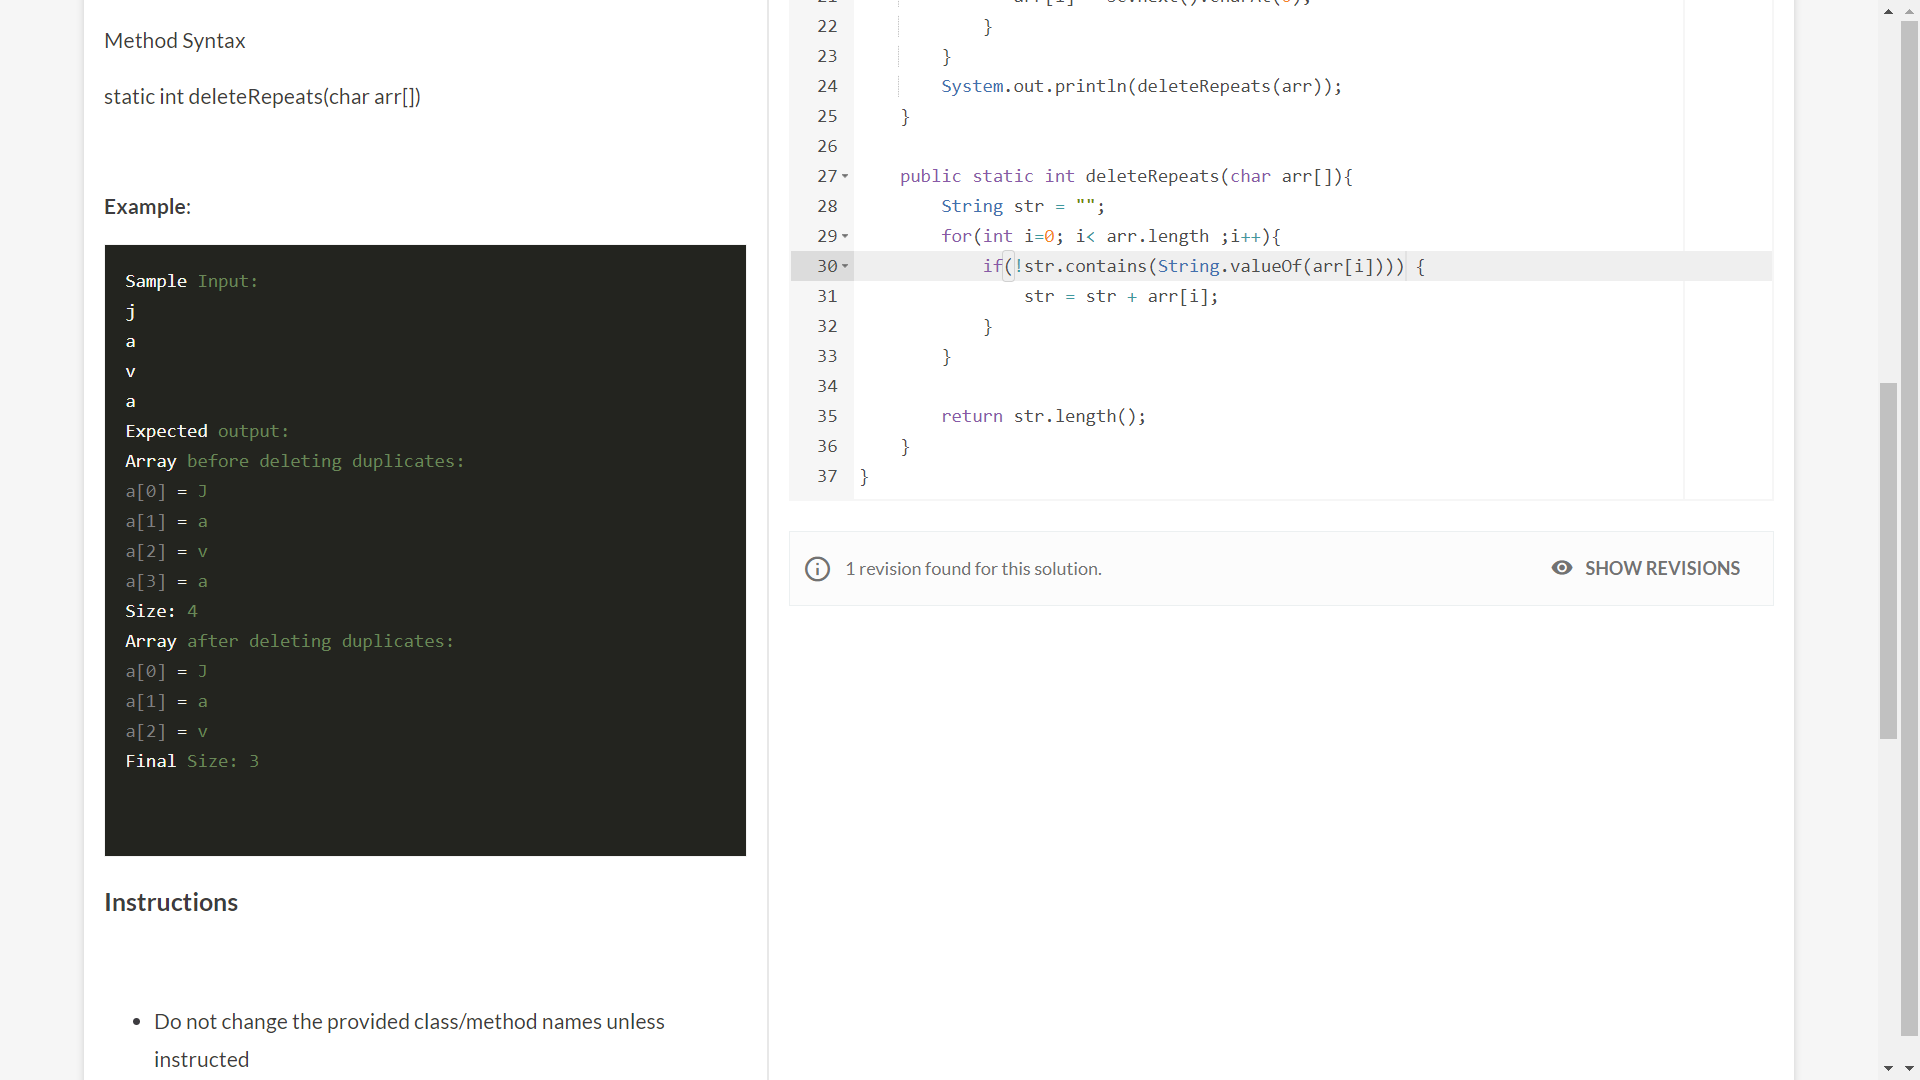 Method Syntax
static int deleteRepeats(char arr[])
Example:
Sample Input:
j
a
v
a
Expected output:
Array before deleting duplicates:
a[0] = J
a[1] = a
a[2] = v
a[3] = a
Size: 4
Array after deleting duplicates:
a[0] = J
a[1] = a
a[2] = v
Final Size: 3
Instructions
• Do not change the provided class/method names unless
instructed
22 }
23 }
24 System.out.println(deleteRepeats(arr));
25 }
26
27 public static int deleteRepeats(char arr[]){
28 String str = "";
29 for(int i=0; i< arr.length ;i++){
30 if(!str.contains(String.valueOf(arr[i]))) {
31 str = str + arr[i];
32 }
33 }
34
35 return str.length();
36 }
37 }
1 revision found for this solution.
SHOW REVISIONS